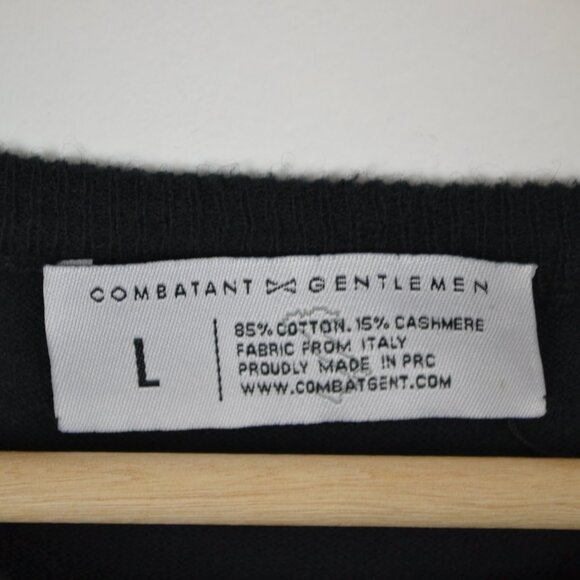 COMBATANT GENTLEMEN
L
85% COTTON. 15% CASHMERE
FABRIC FROM ITALY
PROUDLY MADE IN PRC
WWW.COMBATGENT.COM